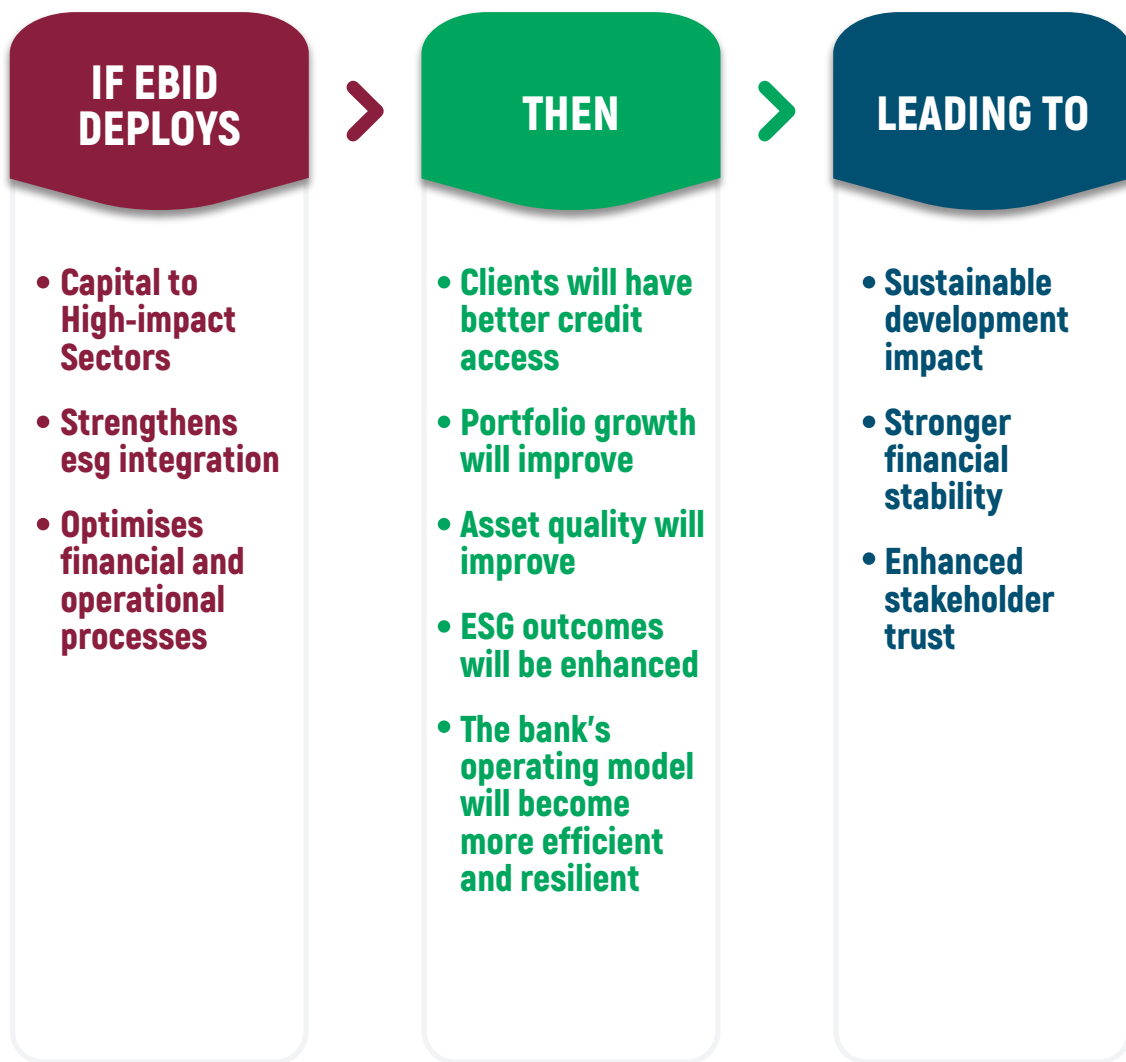 IF EBID
DEPLOYS
• Capital to
High-impact
Sectors
• Strengthens
esg integration
• Optimises
financial and
operational
processes
THEN
• Clients will have
better credit
access
• Portfolio growth
will improve
• Asset quality will
improve
• ESG outcomes
will be enhanced
• The bank’s
operating model
will become
more efficient
and resilient
LEADING TO
• Sustainable
development
impact
• Stronger
financial
stability
• Enhanced
stakeholder
trust